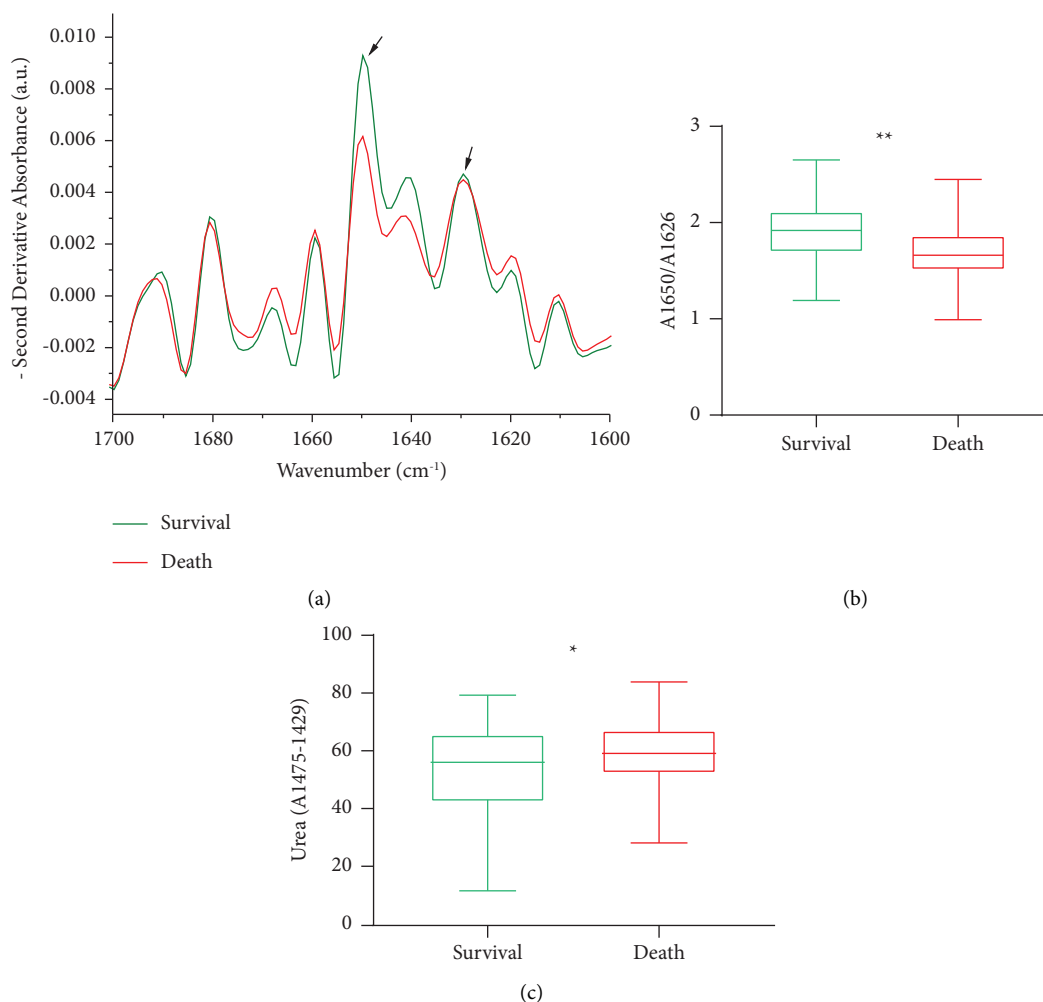 - Second Derivative Absorbance (a.u.)
0.010
0.008
0.006
0.004
0.002
0.000
-0.002
-0.004
1700
1680
1660
1640
1620
1600
Wavenumber (cm⁻¹)
Survival
Death
(a)
A1650/A1626
3
2
1
0
**
Survival
Death
(b)
Urea (A1475-1429)
100
80
60
40
20
0
*
Survival
Death
(c)